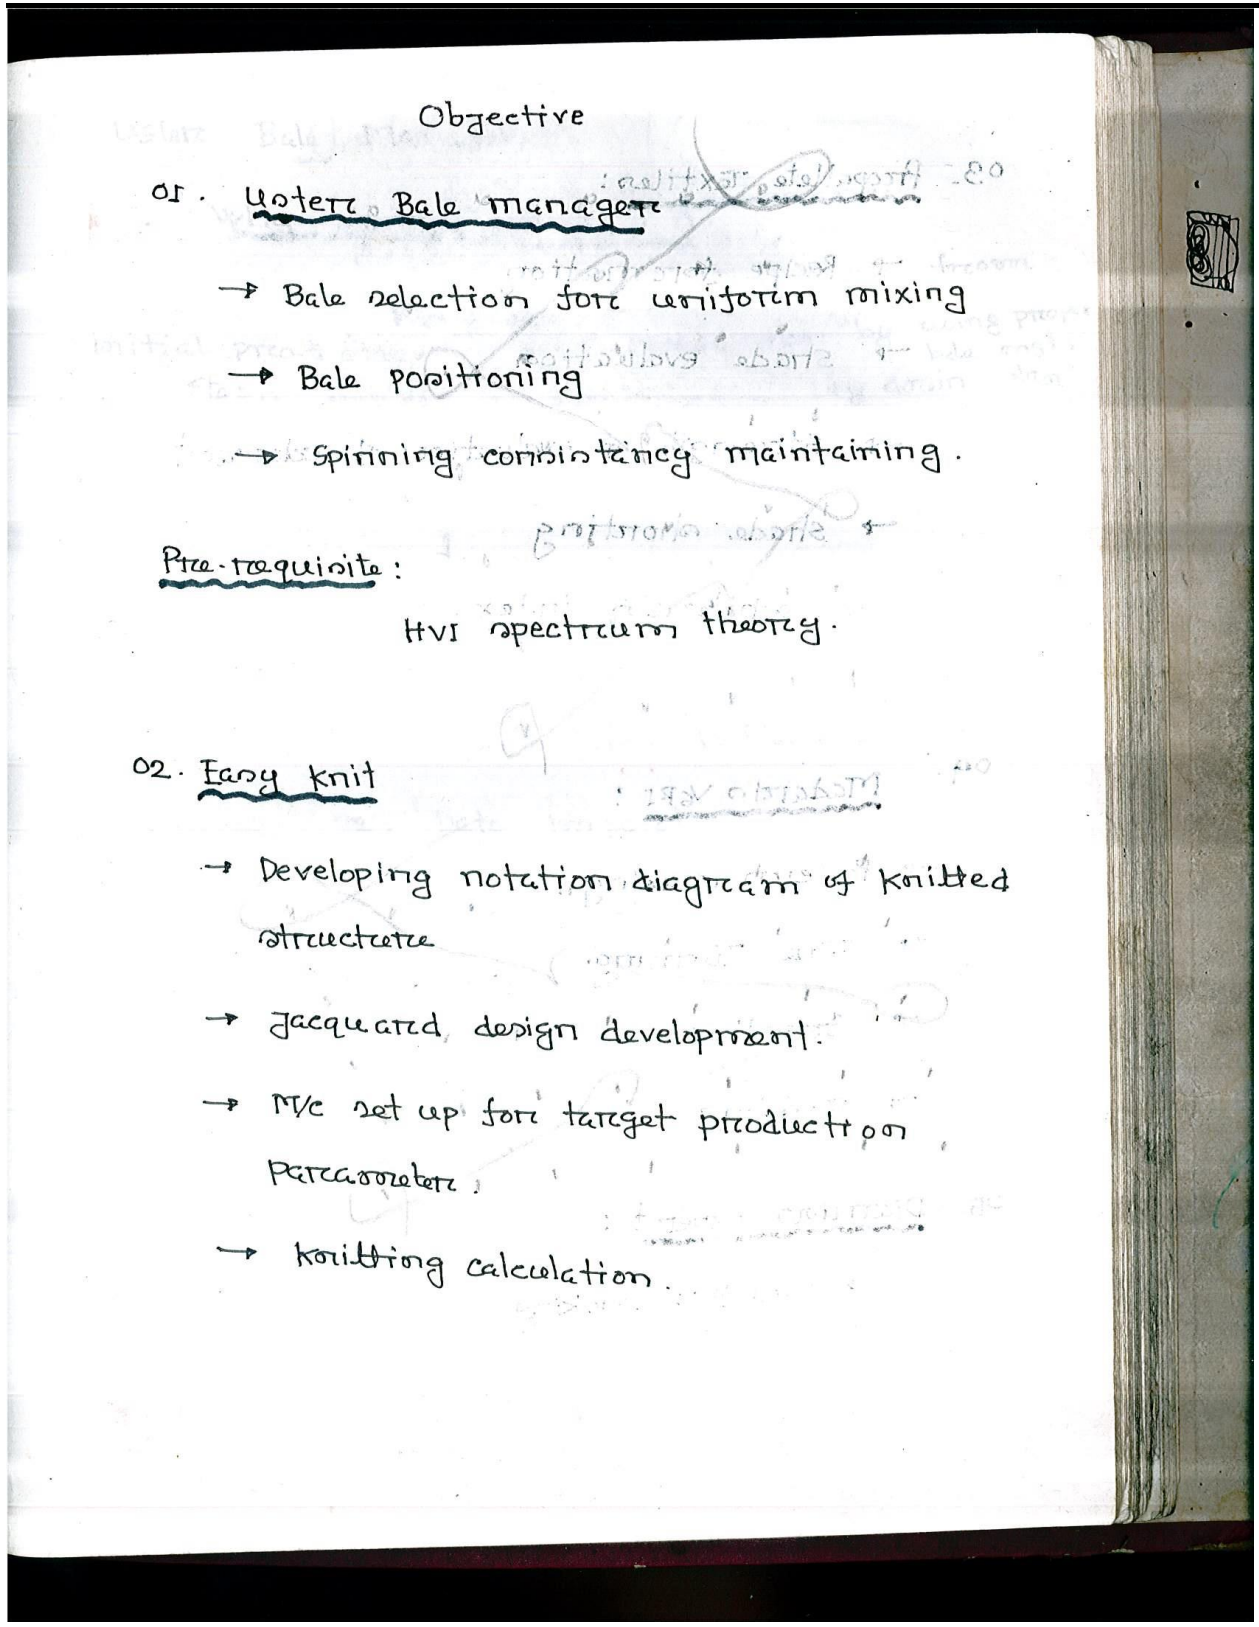 Objective
01. Uster Bale manager
→ Bale selection for uniform mixing
→ Bale positioning
→ Spinning consistancy maintaining.
Pre-requisite:
HVI spectrum theory.
02. Easy knit
→ Developing notation diagram of knitted
structure
→ Jacquard design development.
→ M/C set up for target production
Parameter.
→ Knitting calculation.